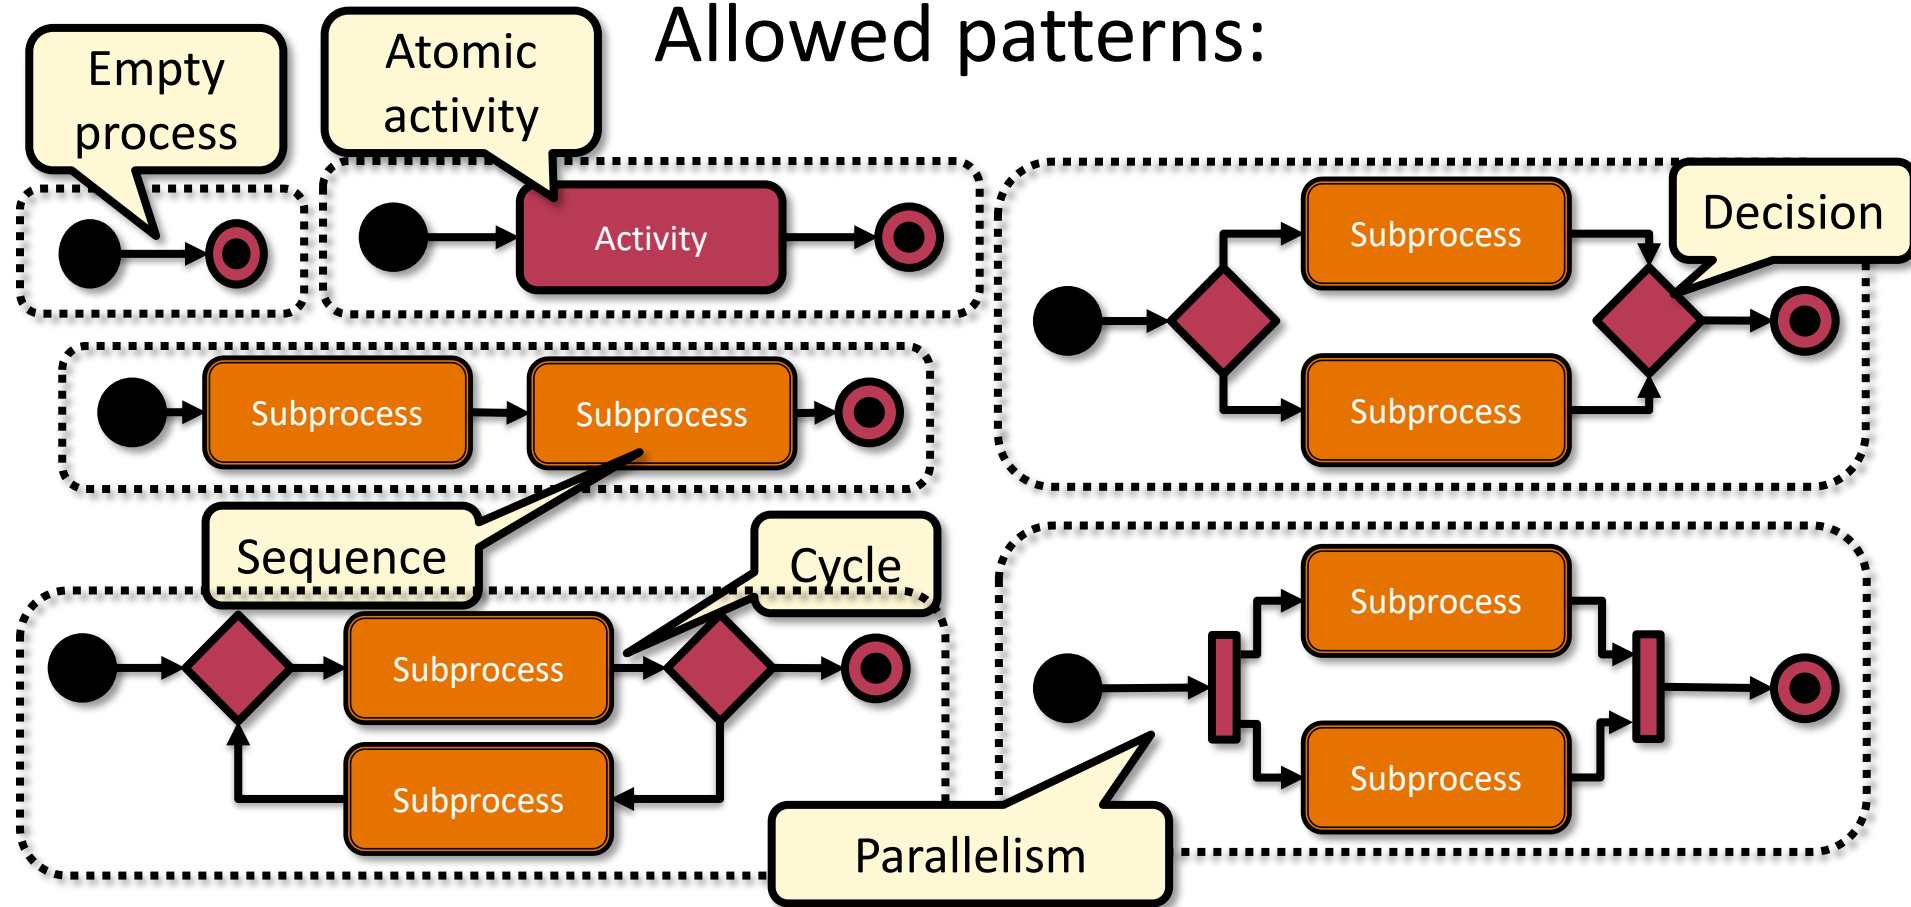 Allowed patterns:
Empty
process
Atomic
activity
Activity
Subprocess
Decision
Subprocess
Subprocess
Subprocess
Sequence
Cycle
Subprocess
Subprocess
Subprocess
Subprocess
Parallelism